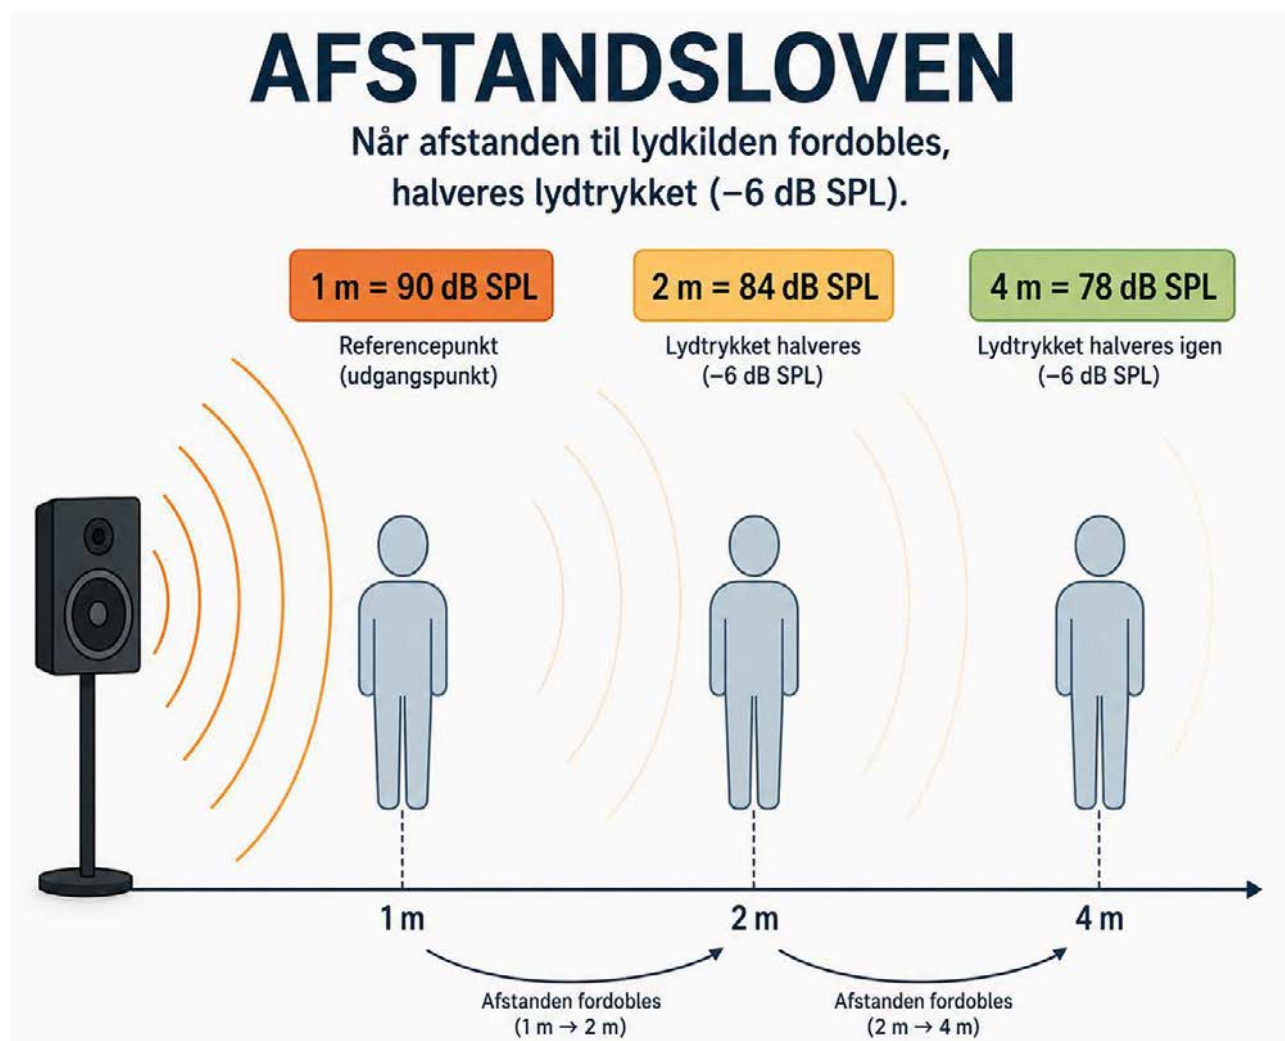 AFSTANDSLOVEN
Når afstanden til lydkilden fordobles,
halveres lydtrykket (–6 dB SPL).
1 m = 90 dB SPL
Referencepunkt
(udgangspunkt)
2 m = 84 dB SPL
Lydtrykket halveres
(–6 dB SPL)
4 m = 78 dB SPL
Lydtrykket halveres igen
(–6 dB SPL)
1 m
2 m
4 m
Afstanden fordobles
(1 m → 2 m)
Afstanden fordobles
(2 m → 4 m)